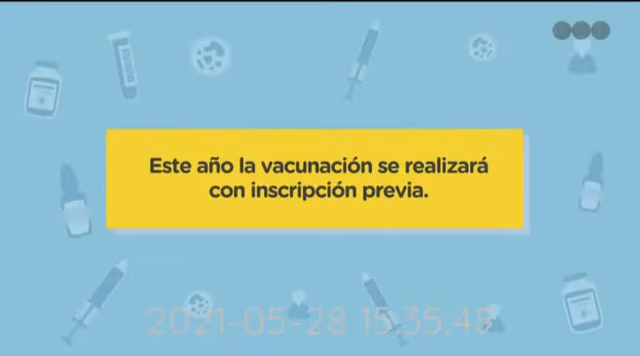 Este año la vacunación se realizará
con inscripción previa.
2021-05-28 15:35:48